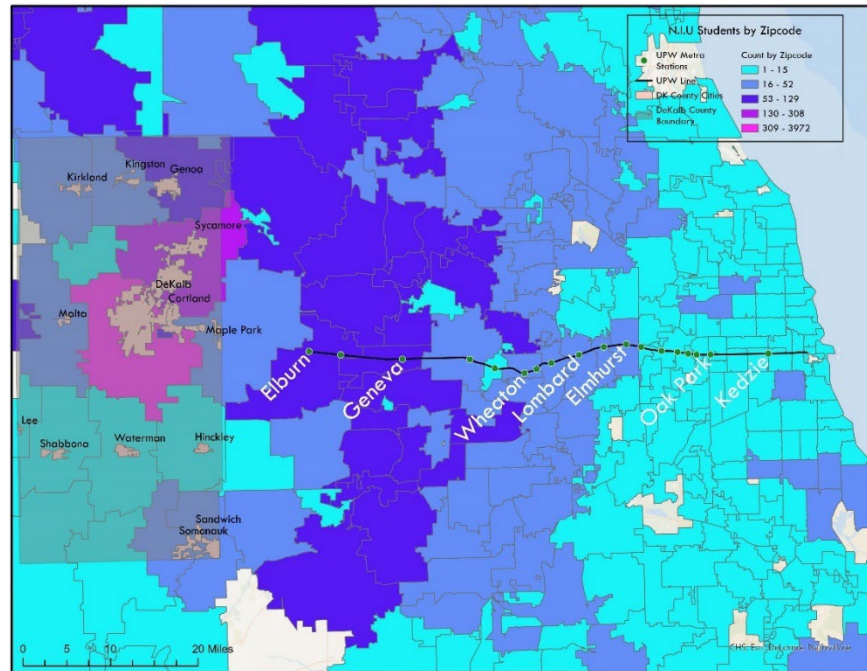 N.I.U Students by Zipcode
UPW Metra
Stations
UPW Line
DK County Cities
DeKalb County
Boundary
Count by Zipcode
1 - 15
16 - 52
53 - 129
130 - 308
309 - 3972
Kingston
Kirkland
Genoa
Sycamore
DeKalb
Cortland
Malta
Maple Park
Elburn
Geneva
Wheaton
Lombard
Elmhurst
Oak Park
Kedzie
Lee
Shabbona
Waterman
Hinckley
Sandwich
Somonauk
0 5 10 20 Miles